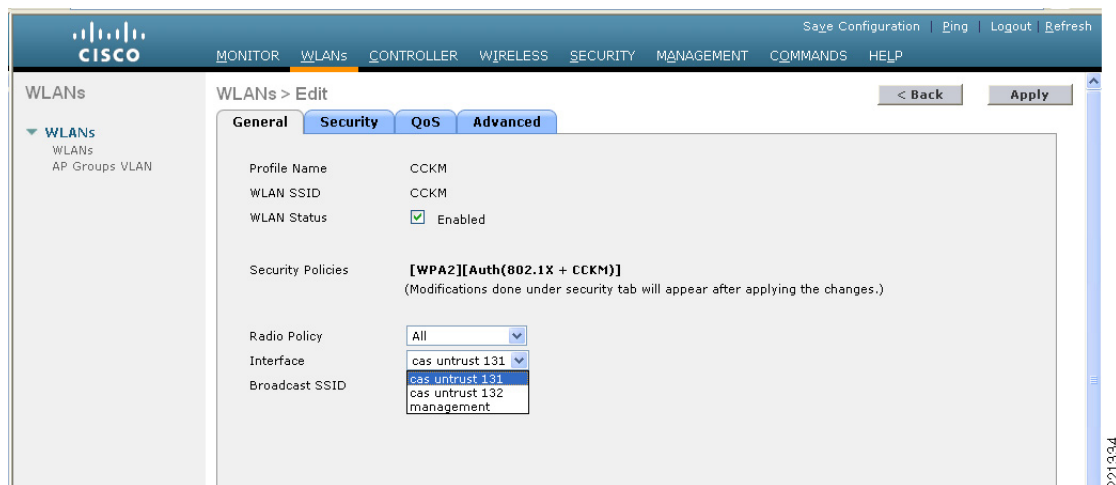 Save Configuration | Ping | Logout | Refresh
CISCO
MONITOR WLANs CONTROLLER WIRELESS SECURITY MANAGEMENT COMMANDS HELP
WLANs
WLANs
WLANs
AP Groups VLAN
WLANs > Edit
< Back
Apply
General Security QoS Advanced
Profile Name CCKM
WLAN SSID CCKM
WLAN Status Enabled
Security Policies [WPA2][Auth(802.1X + CCKM)]
(Modifications done under security tab will appear after applying the changes.)
Radio Policy All
Interface cas untrust 131
Broadcast SSID
cas untrust 131
cas untrust 132
management
221334